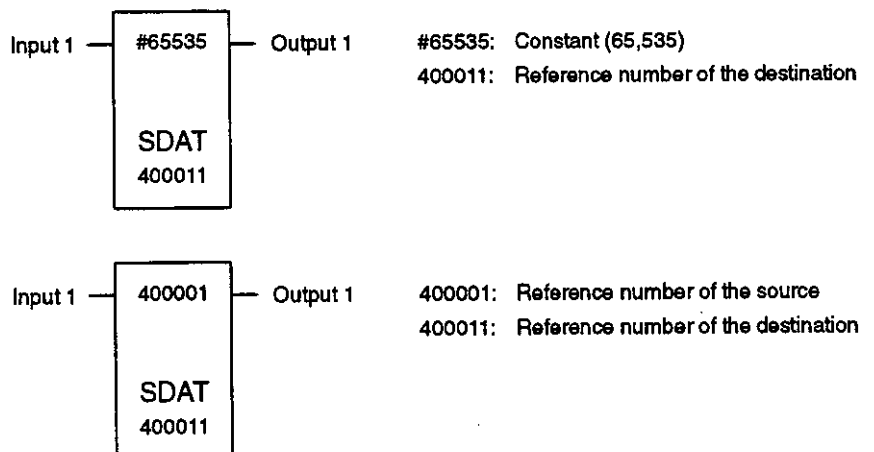 Input 1 #65535 Output 1 #65535: Constant (65,535)
400011: Reference number of the destination
SDAT
400011
Input 1 400001 Output 1 400001: Reference number of the source
400011: Reference number of the destination
SDAT
400011